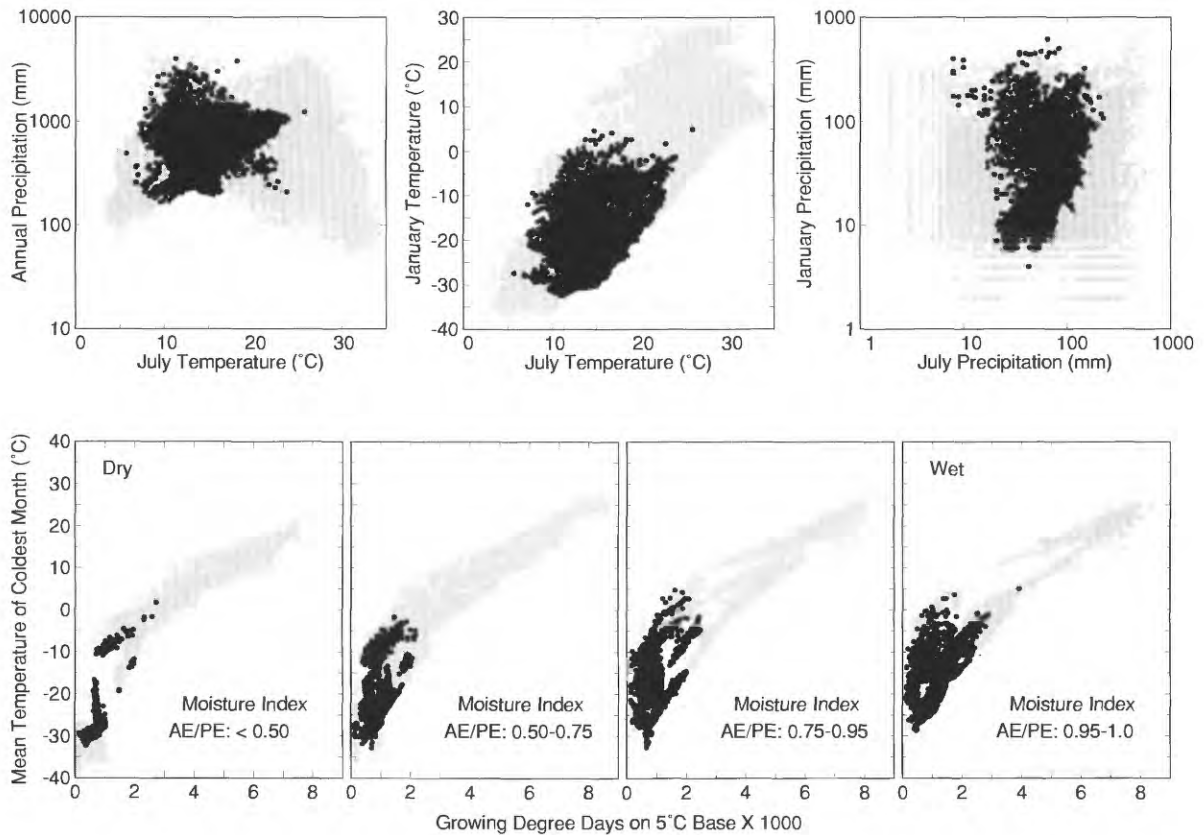 10000
1000
100
10
Annual Precipitation (mm)
0
10
20
30
July Temperature (°C)
30
20
10
0
-10
-20
-30
-40
January Temperature (°C)
0
10
20
30
July Temperature (°C)
1000
100
10
1
January Precipitation (mm)
1
10
100
1000
July Precipitation (mm)
Mean Temperature of Coldest Month (°C)
40
30
20
10
0
-10
-20
-30
-40
Dry
Moisture Index
AE/PE: < 0.50
0 2 4 6 8
Moisture Index
AE/PE: 0.50-0.75
0 2 4 6 8
Moisture Index
AE/PE: 0.75-0.95
0 2 4 6 8
Wet
Moisture Index
AE/PE: 0.95-1.0
0 2 4 6 8
Growing Degree Days on 5°C Base X 1000